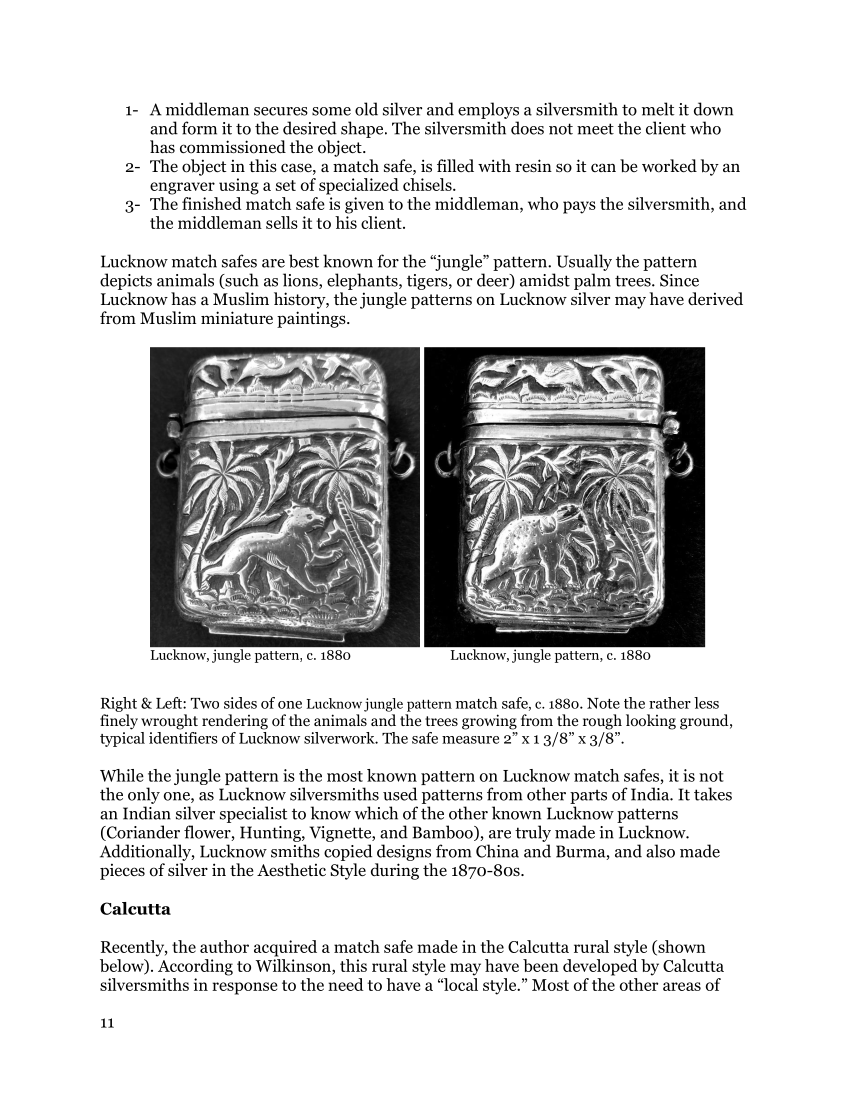 1- A middleman secures some old silver and employs a silversmith to melt it down
and form it to the desired shape. The silversmith does not meet the client who
has commissioned the object.
2- The object in this case, a match safe, is filled with resin so it can be worked by an
engraver using a set of specialized chisels.
3- The finished match safe is given to the middleman, who pays the silversmith, and
the middleman sells it to his client.
Lucknow match safes are best known for the “jungle” pattern. Usually the pattern
depicts animals (such as lions, elephants, tigers, or deer) amidst palm trees. Since
Lucknow has a Muslim history, the jungle patterns on Lucknow silver may have derived
from Muslim miniature paintings.
Lucknow, jungle pattern, c. 1880
Lucknow, jungle pattern, c. 1880
Right & Left: Two sides of one Lucknow jungle pattern match safe, c. 1880. Note the rather less
finely wrought rendering of the animals and the trees growing from the rough looking ground,
typical identifiers of Lucknow silverwork. The safe measure 2” x 1 3/8” x 3/8”.
While the jungle pattern is the most known pattern on Lucknow match safes, it is not
the only one, as Lucknow silversmiths used patterns from other parts of India. It takes
an Indian silver specialist to know which of the other known Lucknow patterns
(Coriander flower, Hunting, Vignette, and Bamboo), are truly made in Lucknow.
Additionally, Lucknow smiths copied designs from China and Burma, and also made
pieces of silver in the Aesthetic Style during the 1870-80s.
Calcutta
Recently, the author acquired a match safe made in the Calcutta rural style (shown
below). According to Wilkinson, this rural style may have been developed by Calcutta
silversmiths in response to the need to have a “local style.” Most of the other areas of
11